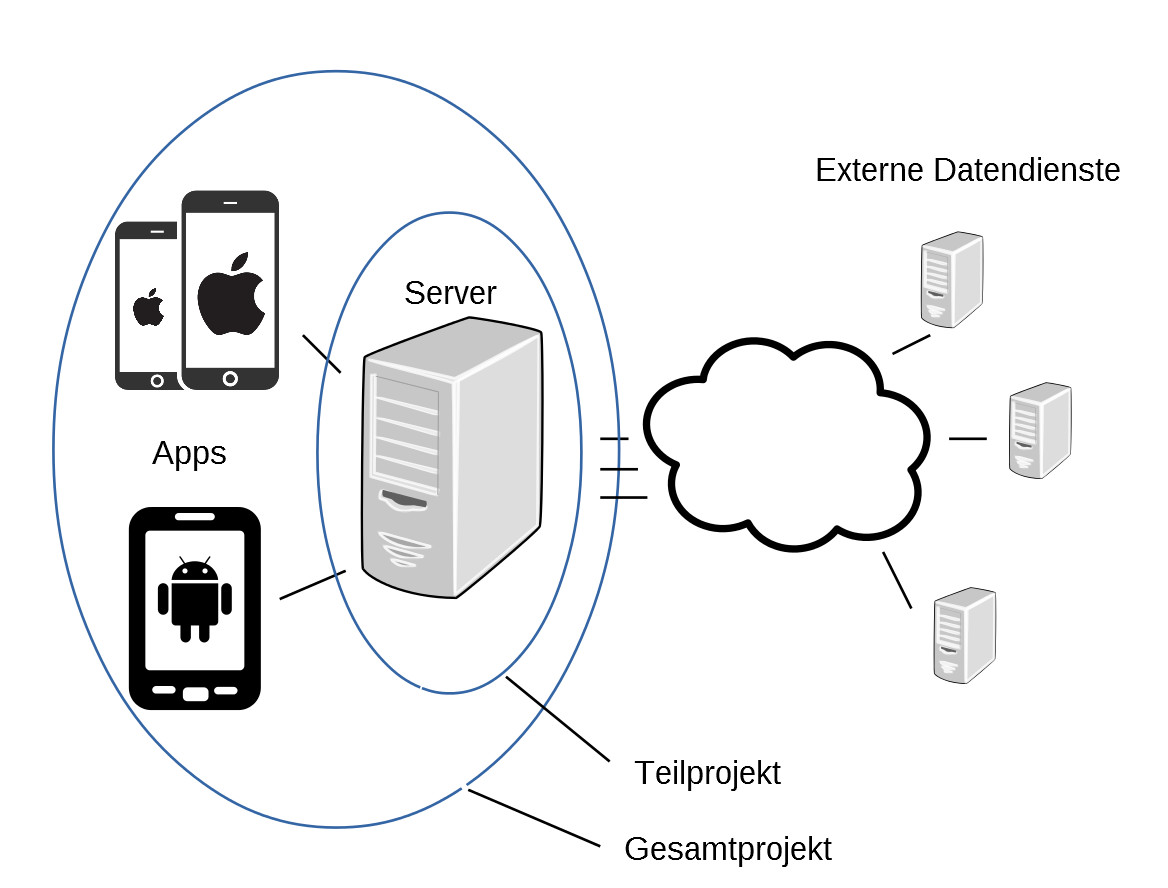 Externe Datendienste
Server
Apps
Teilprojekt
Gesamtprojekt